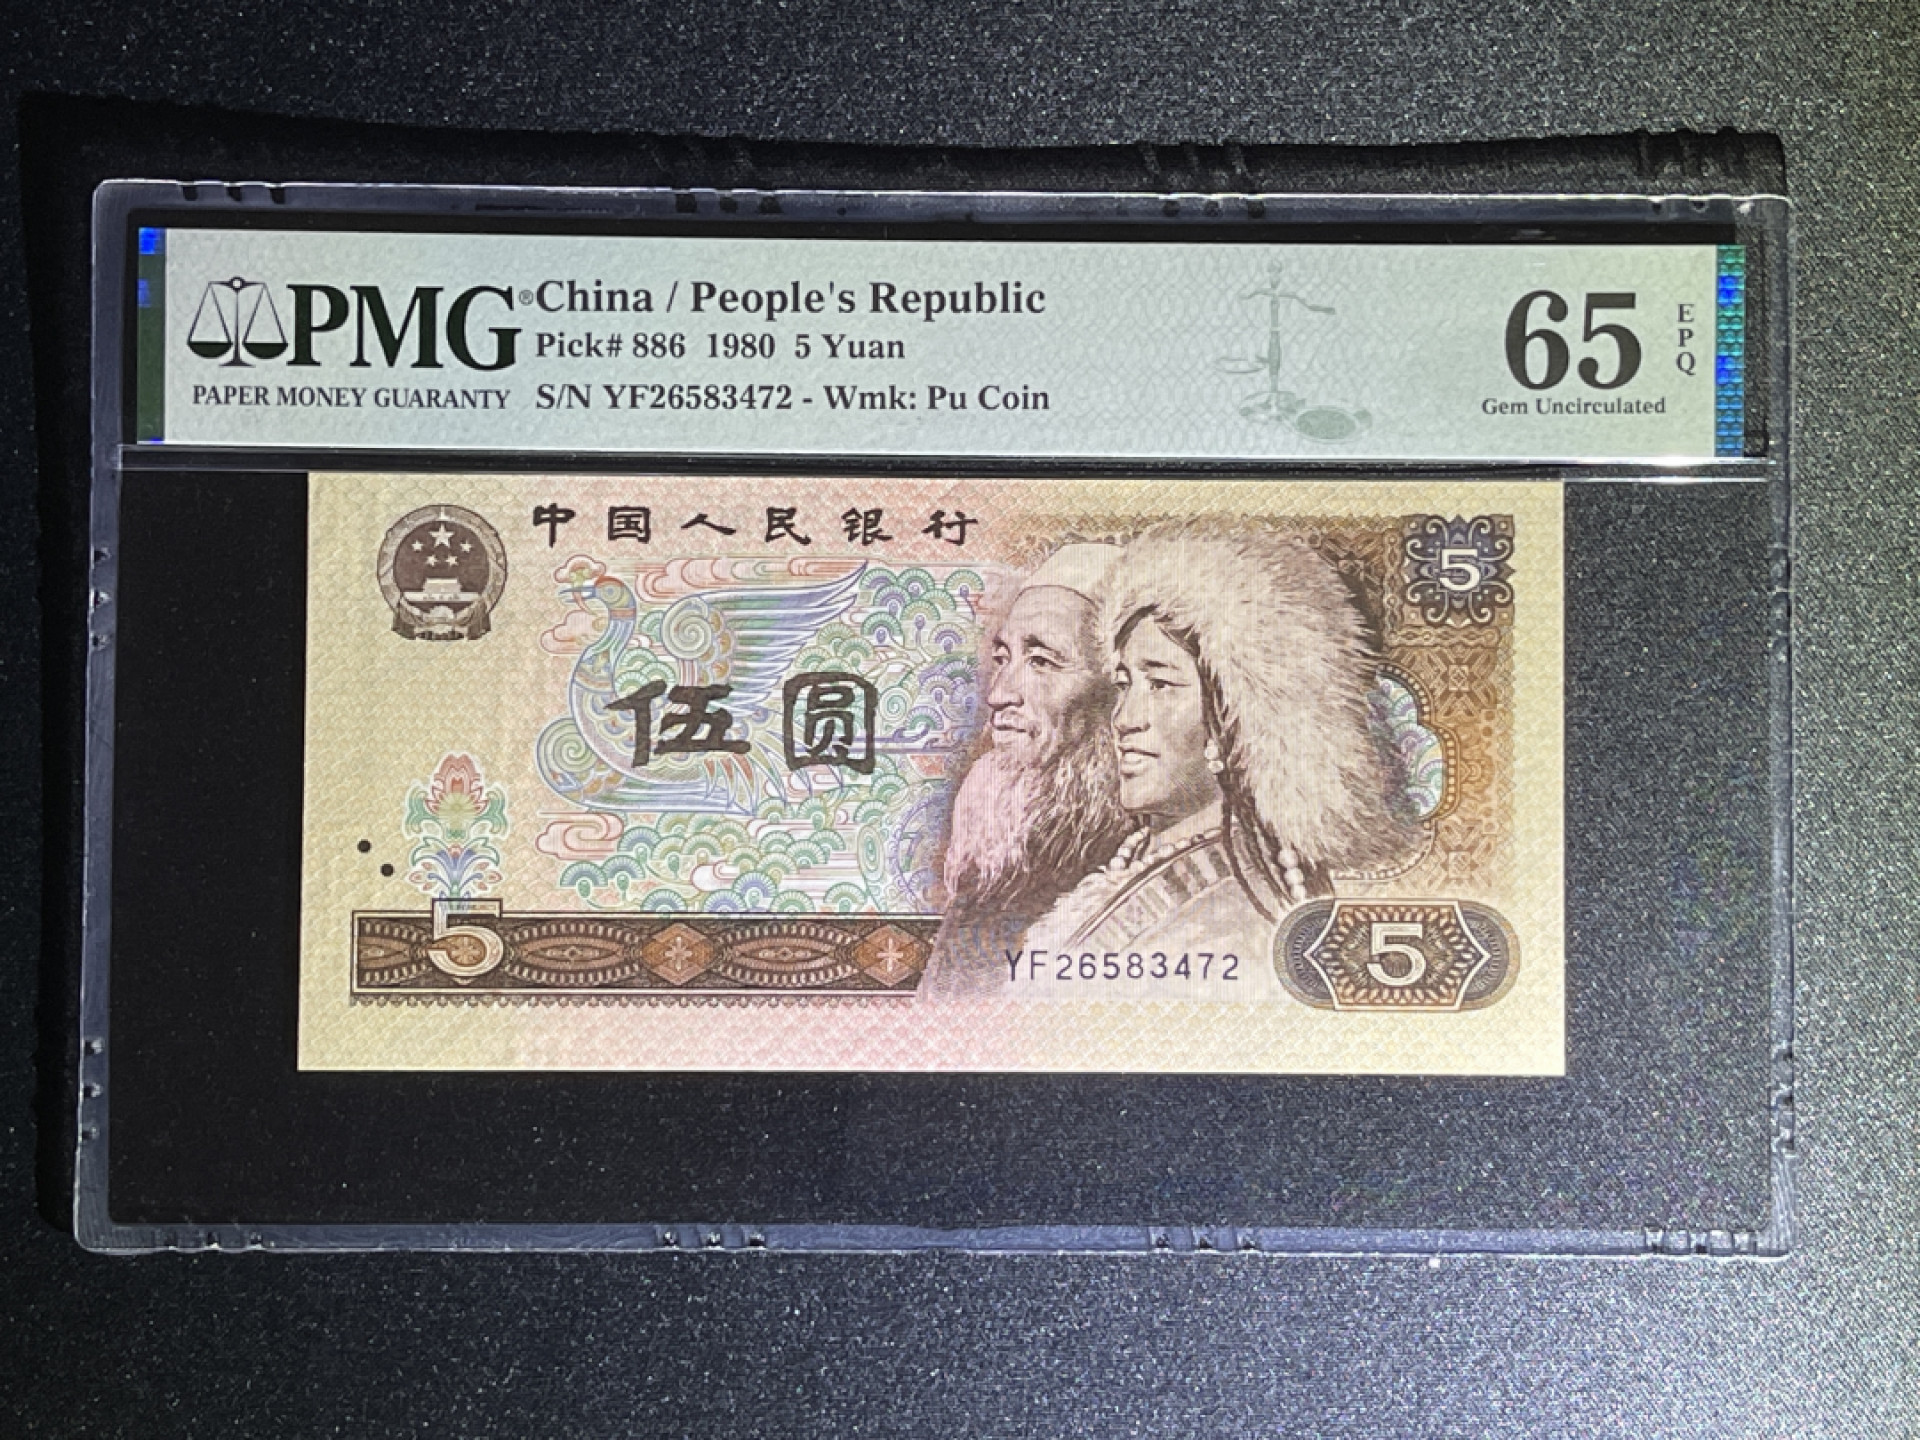 PMG®
PAPER MONEY GUARANTY
China / People's Republic
Pick# 886 1980 5 Yuan
S/N YF26583472 - Wmk: Pu Coin
65
EPQ
Gem Uncirculated
中国人民银行
5
伍圆
5
YF26583472
5